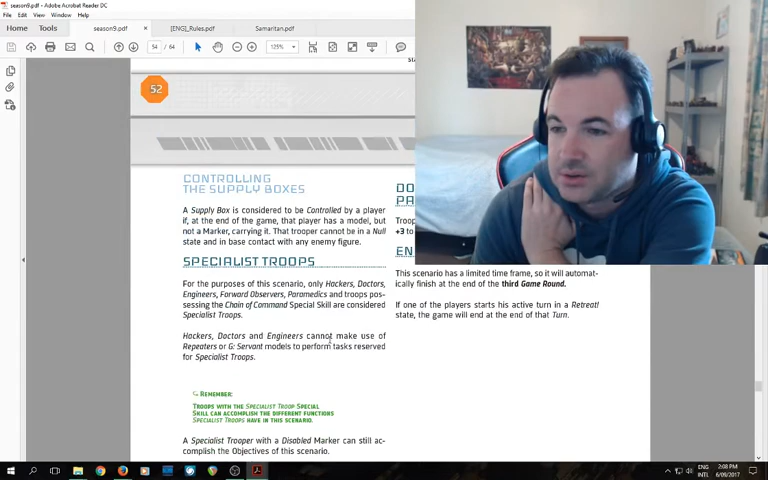 season9.pdf - Adobe Acrobat Reader DC
File Edit View Window Help
Home Tools season9.pdf [ENG]_Rules.pdf Samaritan.pdf
54 / 64 125%
52
CONTROLLING
THE SUPPLY BOXES
A Supply Box is considered to be Controlled by a player
if, at the end of the game, that player has a model, but
not a Marker, carrying it. That trooper cannot be in a Null
state and in base contact with any enemy figure.
SPECIALIST TROOPS
For the purposes of this scenario, only Hackers, Doctors,
Engineers, Forward Observers, Paramedics and troops pos-
sessing the Chain of Command Special Skill are considered
Specialist Troops.
Hackers, Doctors and Engineers cannot make use of
Repeaters or G: Servant models to perform tasks reserved
for Specialist Troops.
REMEMBER:
TROOPS WITH THE SPECIALIST TROOP SPECIAL
SKILL CAN ACCOMPLISH THE DIFFERENT FUNCTIONS
SPECIALIST TROOPS HAVE IN THIS SCENARIO.
A Specialist Trooper with a Disabled Marker can still ac-
complish the Objectives of this scenario.
DO
PA
Troop
+3 to
EN
This scenario has a limited time frame, so it will automat-
ically finish at the end of the third Game Round.
If one of the players starts his active turn in a Retreat!
state, the game will end at the end of that Turn.
ENG 2:08 PM
INTL 6/09/2017